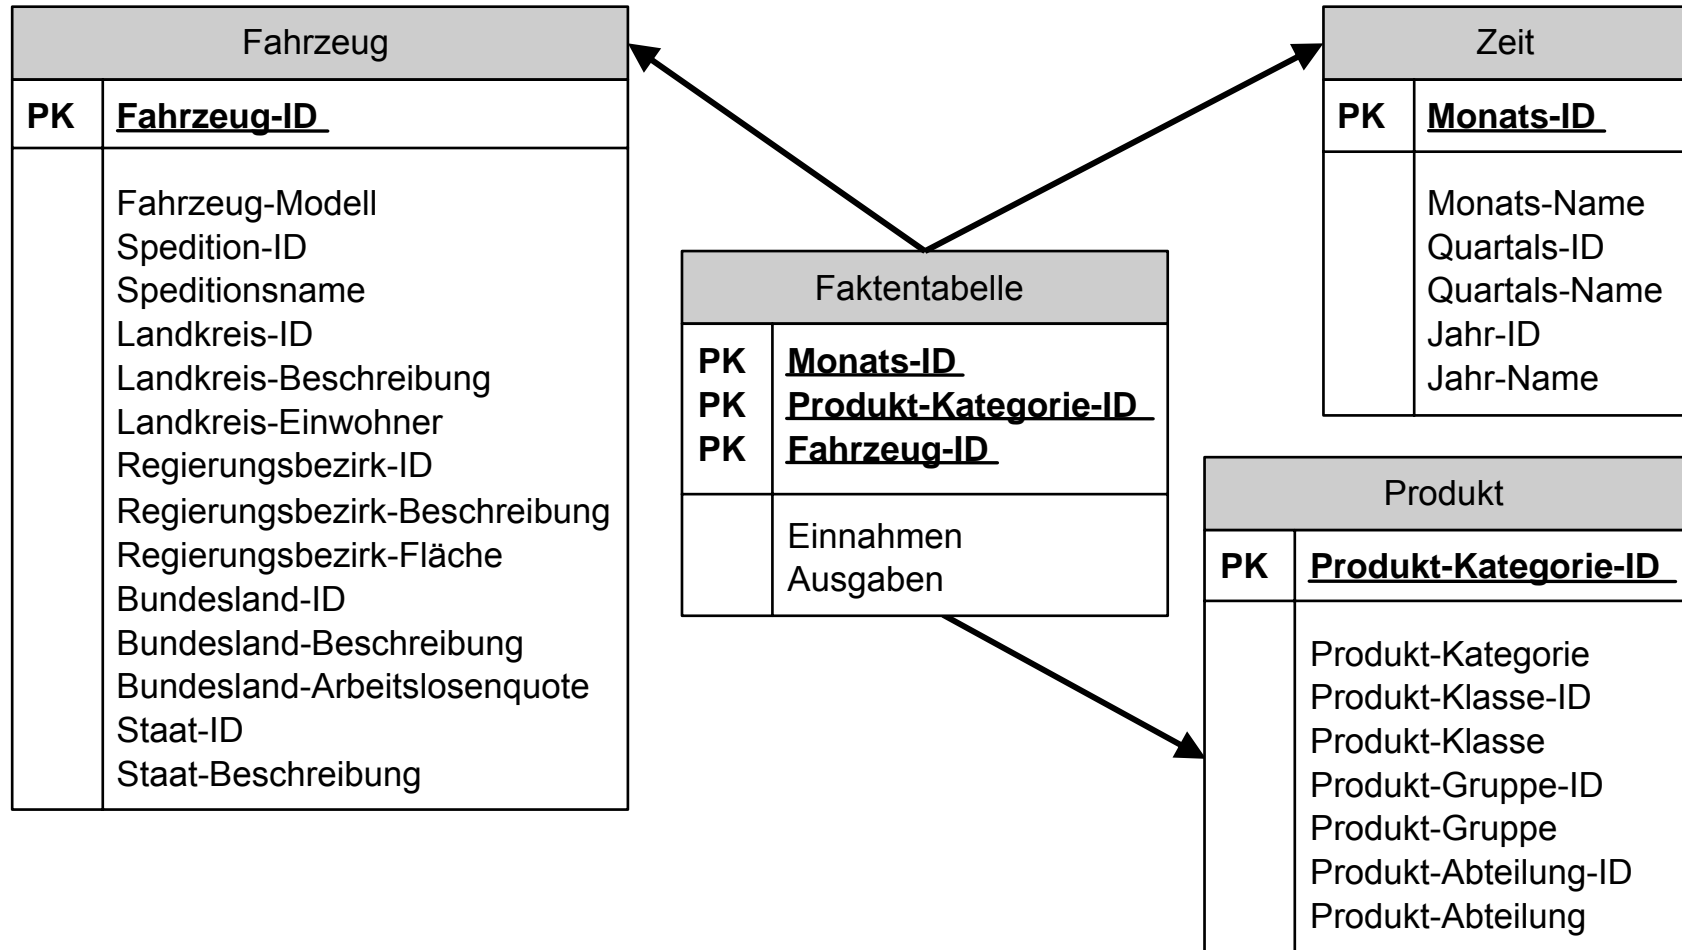 Fahrzeug
PK Fahrzeug-ID
Fahrzeug-Modell
Spedition-ID
Speditionsname
Landkreis-ID
Landkreis-Beschreibung
Landkreis-Einwohner
Regierungsbezirk-ID
Regierungsbezirk-Beschreibung
Regierungsbezirk-Fläche
Bundesland-ID
Bundesland-Beschreibung
Bundesland-Arbeitslosenquote
Staat-ID
Staat-Beschreibung
Faktentabelle
PK Monats-ID
PK Produkt-Kategorie-ID
PK Fahrzeug-ID
Einnahmen
Ausgaben
Zeit
PK Monats-ID
Monats-Name
Quartals-ID
Quartals-Name
Jahr-ID
Jahr-Name
Produkt
PK Produkt-Kategorie-ID
Produkt-Kategorie
Produkt-Klasse-ID
Produkt-Klasse
Produkt-Gruppe-ID
Produkt-Gruppe
Produkt-Abteilung-ID
Produkt-Abteilung